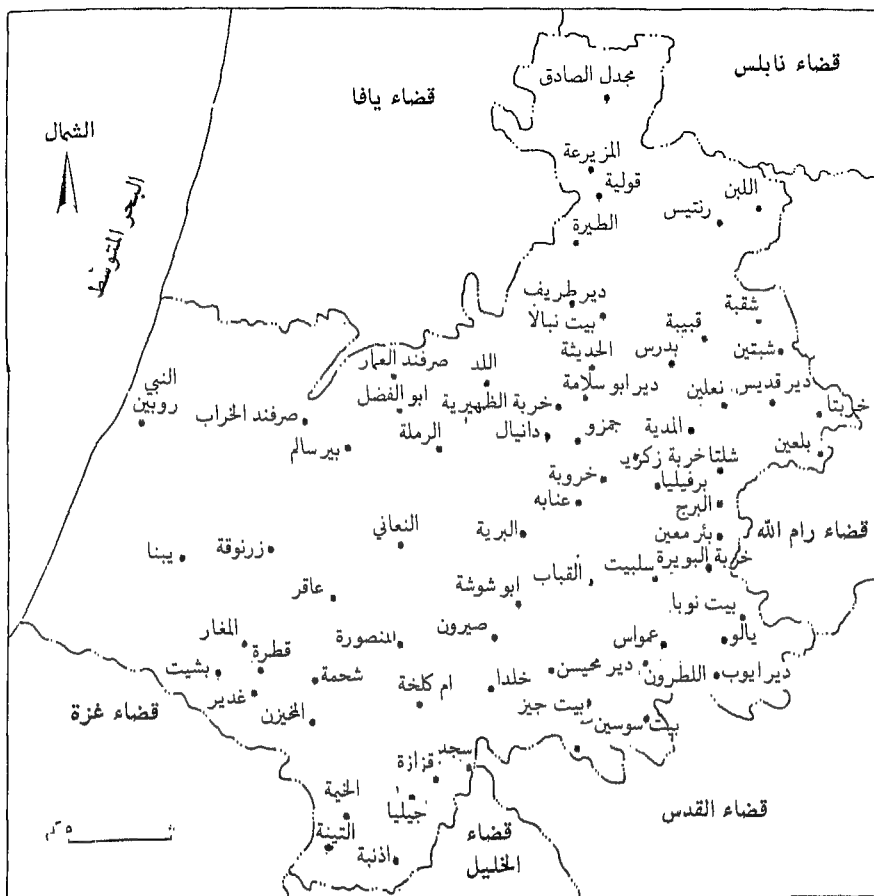 قضاء نابلس
مجدل الصادق
قضاء يافا
الشمال
المزيرعة
قولية
اللبن
رنتيس
البحر المتوسط
الطيرة
دير طريف
بيت نبالا
شقبة
قبيبة
شبتين
بدرس
الحديثة
اللد
صرفند العمار
النبي
روبين
دير قديس
نعلين
دير ابو سلامة
خربة الظهيرية
ابو الفضل
صرفند الخراب
خربتا
المدية
جمزو
دانيال
الرملة
بير سالم
بلعين
شلتا
خربة زكريا
برفيليا
خروبة
عنابه
البرج
قضاء رام الله
بئر معين
البرية
النعاني
زرنوقة
يبنا
خربة البويرة
سلبيت
القباب
ابو شوشة
عاقر
بيت نوبا
يالو
عمواس
صيرون
المنصورة
المغار
قطرة
بشيت
دير ايوب
اللطرون
دير محيسن
خلدا
ام كلخة
شحمة
غدير
قضاء غزة
المخيزن
بيت جيز
بيت سوسين
سجد
قزازة
الخيمة
جيليا
التينة
اذنبة
قضاء
الخليل
قضاء القدس
٥ كم